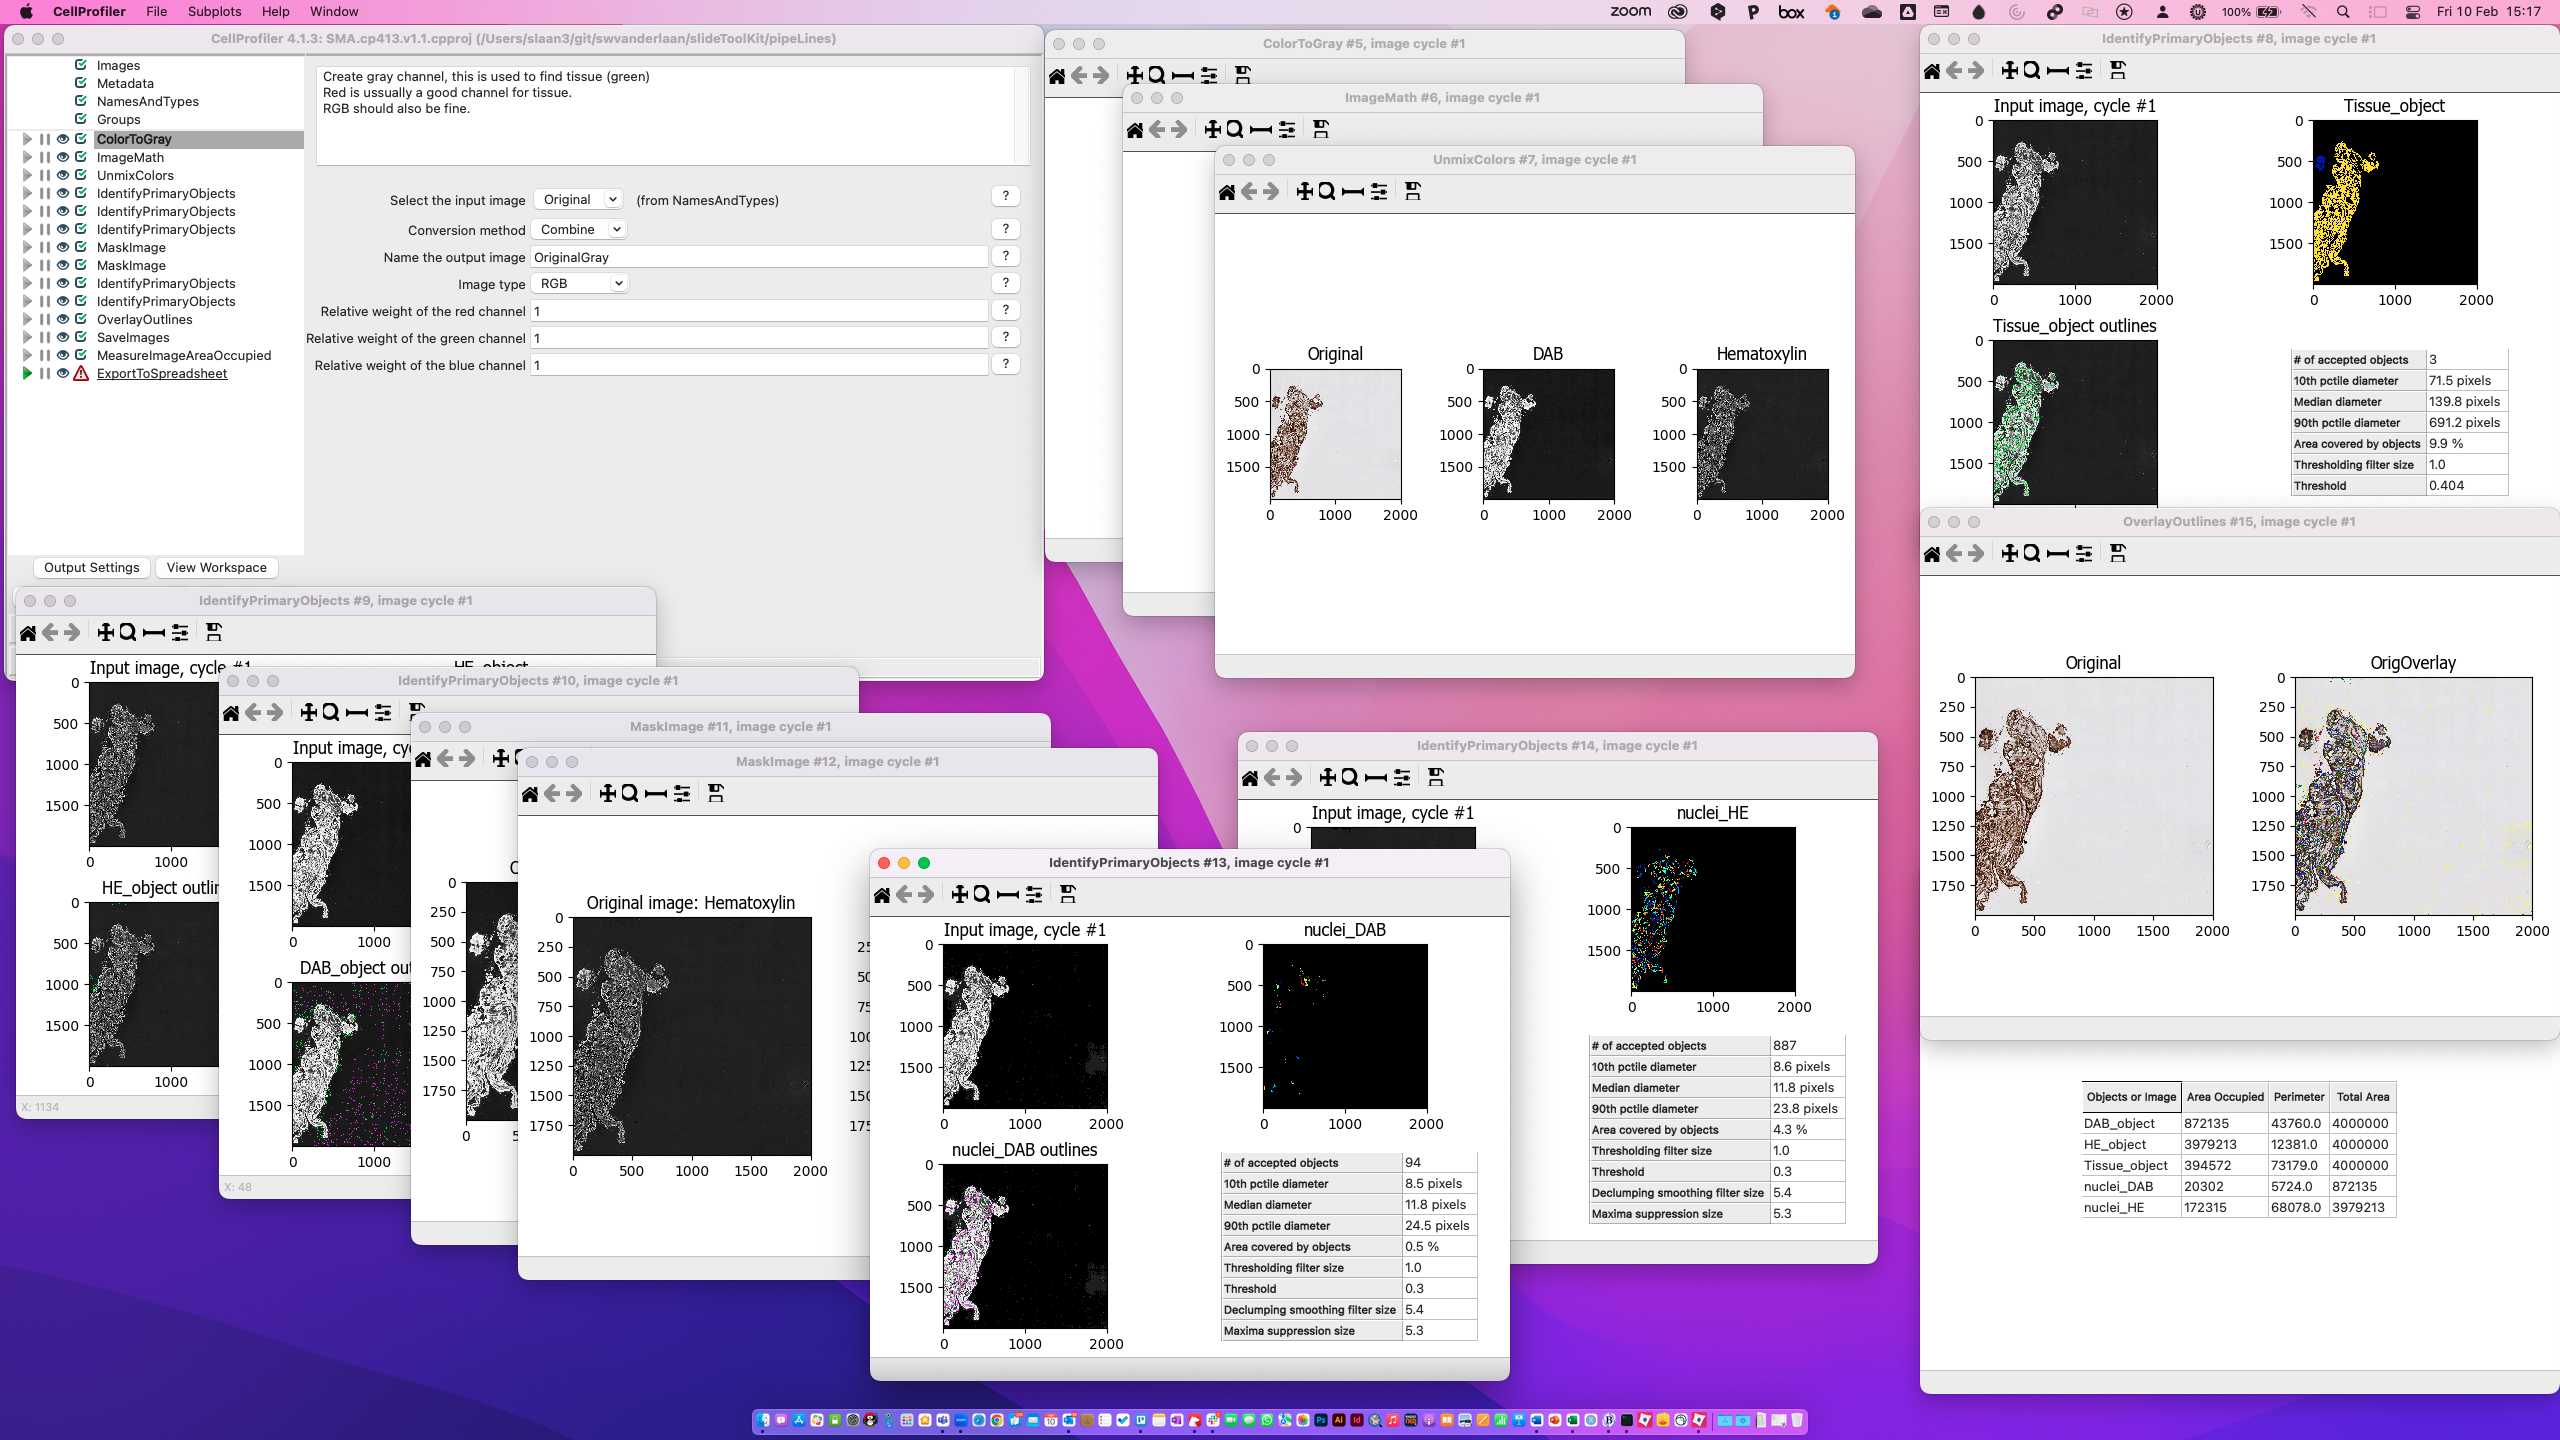 CellProfiler File Subplots Help Window
zoom box 100% Fri 10 Feb 15:17
CellProfiler 4.1.3: SMA.cp413.v1.1.cpproj (/Users/slaan3/git/swvanderlaan/slideToolKit/pipeLines)
Images
Metadata
NamesAndTypes
Groups
ColorToGray
ImageMath
UnmixColors
IdentifyPrimaryObjects
IdentifyPrimaryObjects
IdentifyPrimaryObjects
MaskImage
MaskImage
IdentifyPrimaryObjects
IdentifyPrimaryObjects
OverlayOutlines
SaveImages
MeasureImageAreaOccupied
ExportToSpreadsheet
Output Settings View Workspace
Create gray channel, this is used to find tissue (green)
Red is ussually a good channel for tissue.
RGB should also be fine.
Select the input image Original (from NamesAndTypes) ?
Conversion method Combine ?
Name the output image OriginalGray ?
Image type RGB ?
Relative weight of the red channel 1 ?
Relative weight of the green channel 1 ?
Relative weight of the blue channel 1 ?
ColorToGray #5, image cycle #1
ImageMath #6, image cycle #1
UnmixColors #7, image cycle #1
Original DAB Hematoxylin
0 0 0
500 500 500
1000 1000 1000
1500 1500 1500
0 1000 2000 0 1000 2000 0 1000 2000
IdentifyPrimaryObjects #8, image cycle #1
Input image, cycle #1 Tissue_object
0 0
500 500
1000 1000
1500 1500
0 1000 2000 0 1000 2000
Tissue_object outlines
0
500
1000
1500
# of accepted objects 3
10th pctile diameter 71.5 pixels
Median diameter 139.8 pixels
90th pctile diameter 691.2 pixels
Area covered by objects 9.9 %
Thresholding filter size 1.0
Threshold 0.404
OverlayOutlines #15, image cycle #1
Original OrigOverlay
0 0
250 250
500 500
750 750
1000 1000
1250 1250
1500 1500
1750 1750
0 500 1000 1500 2000 0 500 1000 1500 2000
Objects or Image Area Occupied Perimeter Total Area
DAB_object 872135 43760.0 4000000
HE_object 3979213 12381.0 4000000
Tissue_object 394572 73179.0 4000000
nuclei_DAB 20302 5724.0 872135
nuclei_HE 172315 68078.0 3979213
IdentifyPrimaryObjects #9, image cycle #1
Input image, cycle #1 HE_object
0
500
1000
1500
0 1000
HE_object outlin
0
500
1000
1500
0 1000
X: 1134
IdentifyPrimaryObjects #10, image cycle #1
Input image, cy
0
500
1000
1500
0 1000
DAB_object out
0
500
1000
1500
0 1000
X: 48
MaskImage #11, image cycle #1
0
250
500
750
1000
1250
1500
1750
0
MaskImage #12, image cycle #1
Original image: Hematoxylin
0
250
500
750
1000
1250
1500
1750
0 500 1000 1500 2000
IdentifyPrimaryObjects #13, image cycle #1
Input image, cycle #1 nuclei_DAB
0 0
500 500
1000 1000
1500 1500
0 1000 2000 0 1000 2000
nuclei_DAB outlines
0
500
1000
1500
0 1000 2000
# of accepted objects 94
10th pctile diameter 8.5 pixels
Median diameter 11.8 pixels
90th pctile diameter 24.5 pixels
Area covered by objects 0.5 %
Thresholding filter size 1.0
Threshold 0.3
Declumping smoothing filter size 5.4
Maxima suppression size 5.3
IdentifyPrimaryObjects #14, image cycle #1
Input image, cycle #1 nuclei_HE
0 0
500
1000
1500
0 1000 2000
# of accepted objects 887
10th pctile diameter 8.6 pixels
Median diameter 11.8 pixels
90th pctile diameter 23.8 pixels
Area covered by objects 4.3 %
Thresholding filter size 1.0
Threshold 0.3
Declumping smoothing filter size 5.4
Maxima suppression size 5.3